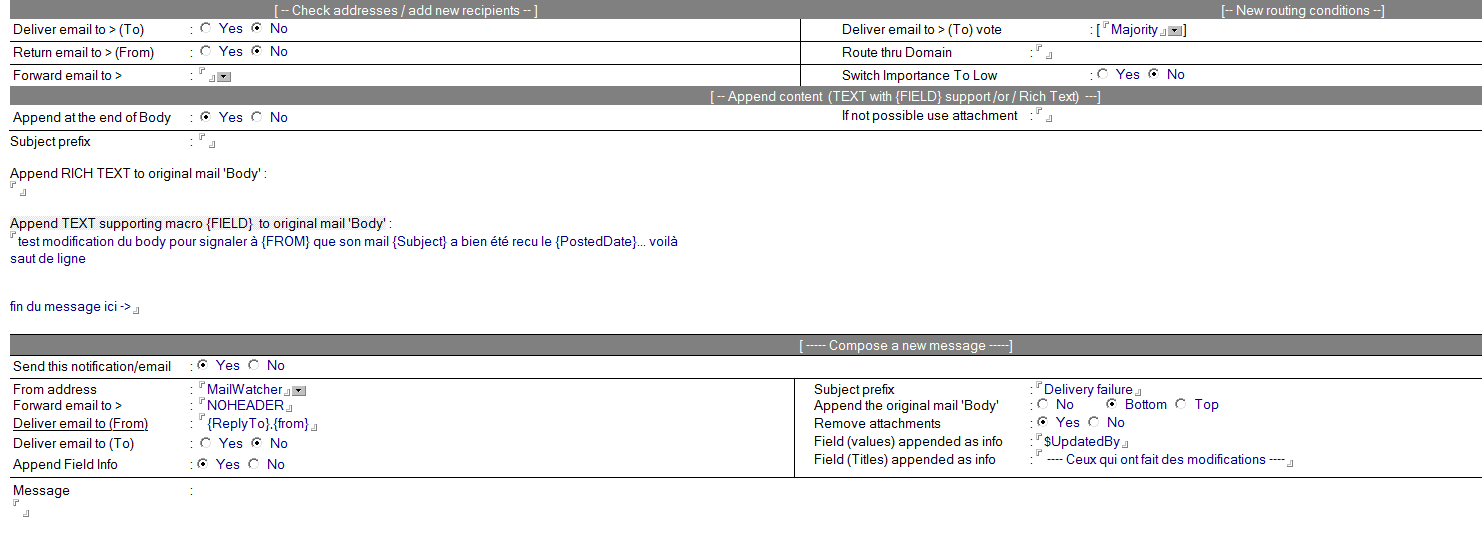 [ -- Check addresses / add new recipients -- ] [-- New routing conditions --]
Deliver email to > (To) : Yes No Deliver email to > (To) vote : [ Majority ]
Return email to > (From) : Yes No Route thru Domain :
Forward email to > : Switch Importance To Low : Yes No
[ -- Append content (TEXT with {FIELD} support /or / Rich Text) ---]
Append at the end of Body : Yes No If not possible use attachment :
Subject prefix :
Append RICH TEXT to original mail 'Body' :
Append TEXT supporting macro {FIELD} to original mail 'Body' :
test modification du body pour signaler à {FROM} que son mail {Subject} a bien été recu le {PostedDate}... voilà
saut de ligne
fin du message ici ->
[ ----- Compose a new message -----]
Send this notification/email : Yes No
From address : MailWatcher Subject prefix : Delivery failure
Forward email to > : NOHEADER Append the original mail 'Body' : No Bottom Top
Deliver email to (From) : {ReplyTo},{from} Remove attachments : Yes No
Deliver email to (To) : Yes No Field (values) appended as info : $UpdatedBy
Append Field Info : Yes No Field (Titles) appended as info : ---- Ceux qui ont fait des modifications ----
Message :